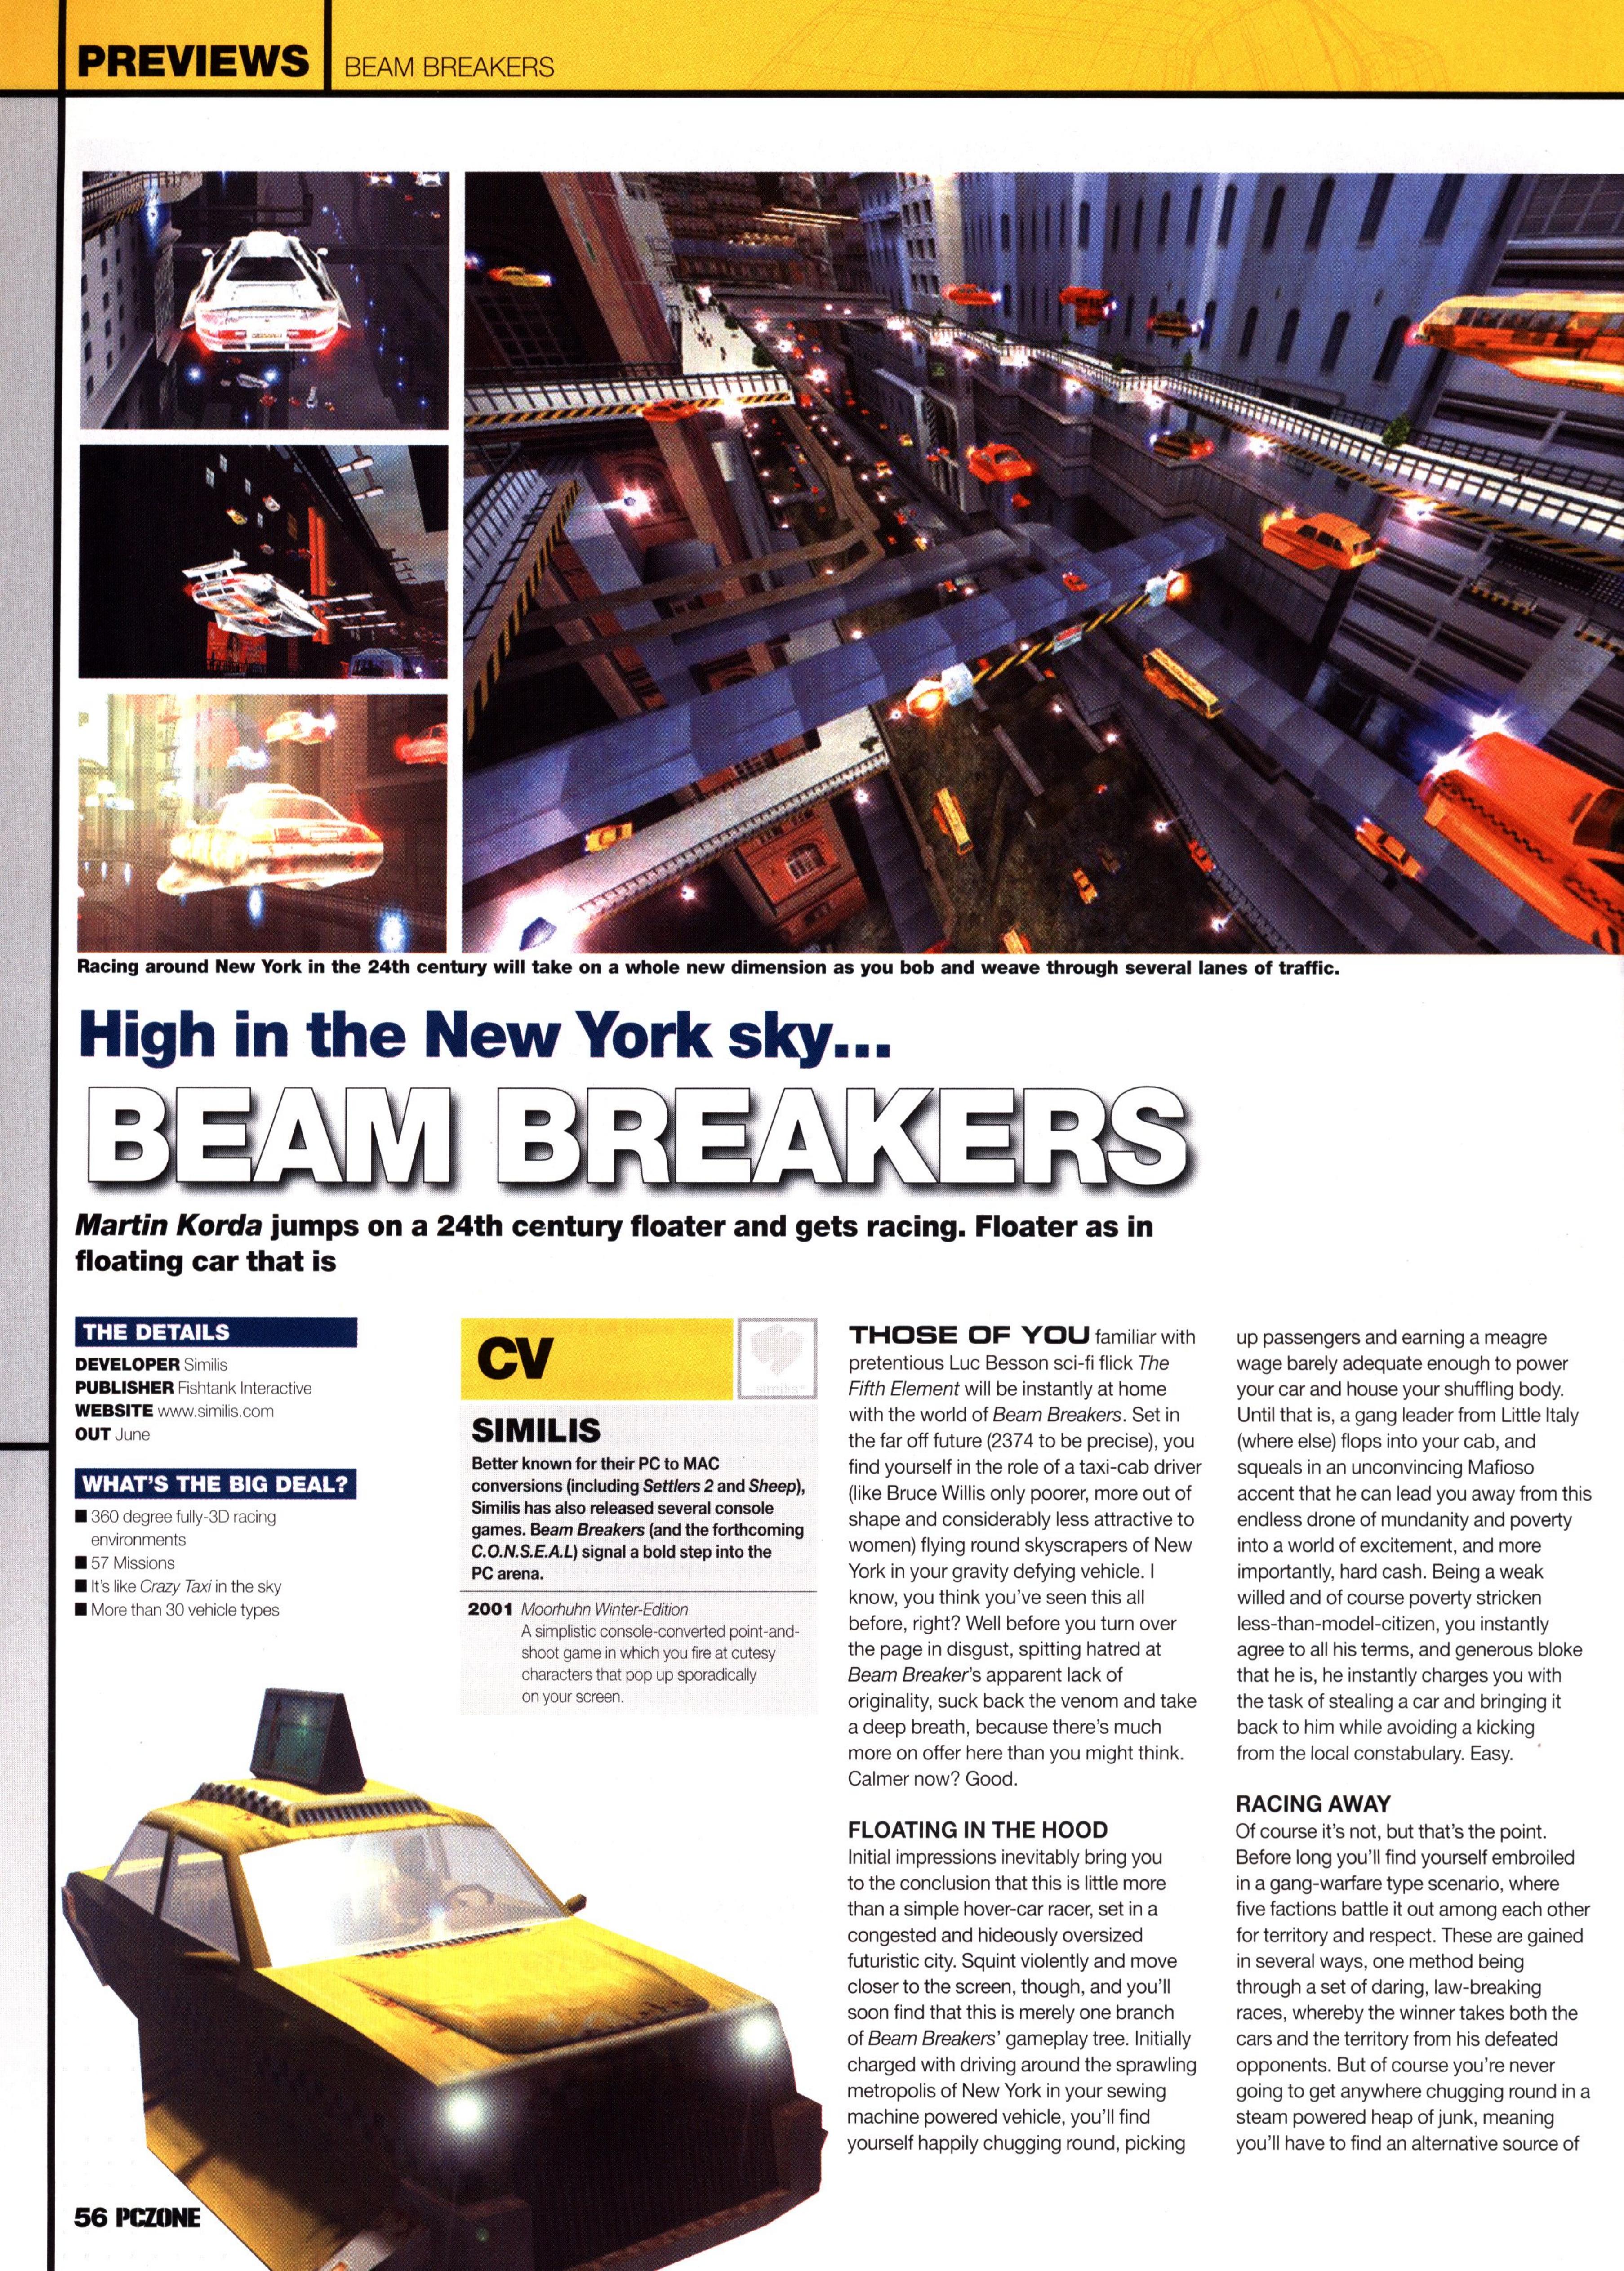 PREVIEWS
BEAM BREAKERS
Racing around New York in the 24th century will take on a whole new dimension as you bob and weave through several lanes of traffic.
High in the New York sky...
BEAM BREAKERS
Martin Korda jumps on a 24th century floater and gets racing. Floater as in
floating car that is
THE DETAILS
DEVELOPER Similis
PUBLISHER Fishtank Interactive
WEBSITE www.similis.com
OUT June
WHAT'S THE BIG DEAL?
■ 360 degree fully-3D racing
environments
■ 57 Missions
■ It's like Crazy Taxi in the sky
■ More than 30 vehicle types
CV
similis
SIMILIS
Better known for their PC to MAC
conversions (including Settlers 2 and Sheep),
Similis has also released several console
games. Beam Breakers (and the forthcoming
C.O.N.S.E.A.L) signal a bold step into the
PC arena.
2001 Moorhuhn Winter-Edition
A simplistic console-converted point-and-
shoot game in which you fire at cutesy
characters that pop up sporadically
on your screen.
THOSE OF YOU familiar with
pretentious Luc Besson sci-fi flick The
Fifth Element will be instantly at home
with the world of Beam Breakers. Set in
the far off future (2374 to be precise), you
find yourself in the role of a taxi-cab driver
(like Bruce Willis only poorer, more out of
shape and considerably less attractive to
women) flying round skyscrapers of New
York in your gravity defying vehicle. I
know, you think you've seen this all
before, right? Well before you turn over
the page in disgust, spitting hatred at
Beam Breaker's apparent lack of
originality, suck back the venom and take
a deep breath, because there's much
more on offer here than you might think.
Calmer now? Good.
FLOATING IN THE HOOD
Initial impressions inevitably bring you
to the conclusion that this is little more
than a simple hover-car racer, set in a
congested and hideously oversized
futuristic city. Squint violently and move
closer to the screen, though, and you'll
soon find that this is merely one branch
of Beam Breakers' gameplay tree. Initially
charged with driving around the sprawling
metropolis of New York in your sewing
machine powered vehicle, you'll find
yourself happily chugging round, picking
up passengers and earning a meagre
wage barely adequate enough to power
your car and house your shuffling body.
Until that is, a gang leader from Little Italy
(where else) flops into your cab, and
squeals in an unconvincing Mafioso
accent that he can lead you away from this
endless drone of mundanity and poverty
into a world of excitement, and more
importantly, hard cash. Being a weak
willed and of course poverty stricken
less-than-model-citizen, you instantly
agree to all his terms, and generous bloke
that he is, he instantly charges you with
the task of stealing a car and bringing it
back to him while avoiding a kicking
from the local constabulary. Easy.
RACING AWAY
Of course it's not, but that's the point.
Before long you'll find yourself embroiled
in a gang-warfare type scenario, where
five factions battle it out among each other
for territory and respect. These are gained
in several ways, one method being
through a set of daring, law-breaking
races, whereby the winner takes both the
cars and the territory from his defeated
opponents. But of course you're never
going to get anywhere chugging round in a
steam powered heap of junk, meaning
you'll have to find an alternative source of
56 PCZONE